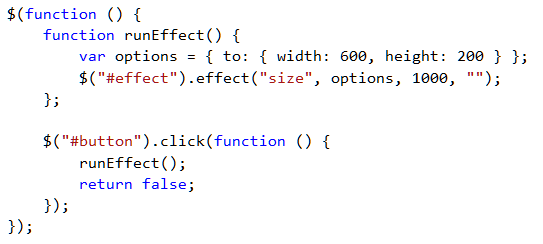 $(function () {
    function runEffect() {
        var options = { to: { width: 600, height: 200 } };
        $("#effect").effect("size", options, 1000, "");
    };

    $("#button").click(function () {
        runEffect();
        return false;
    });
});